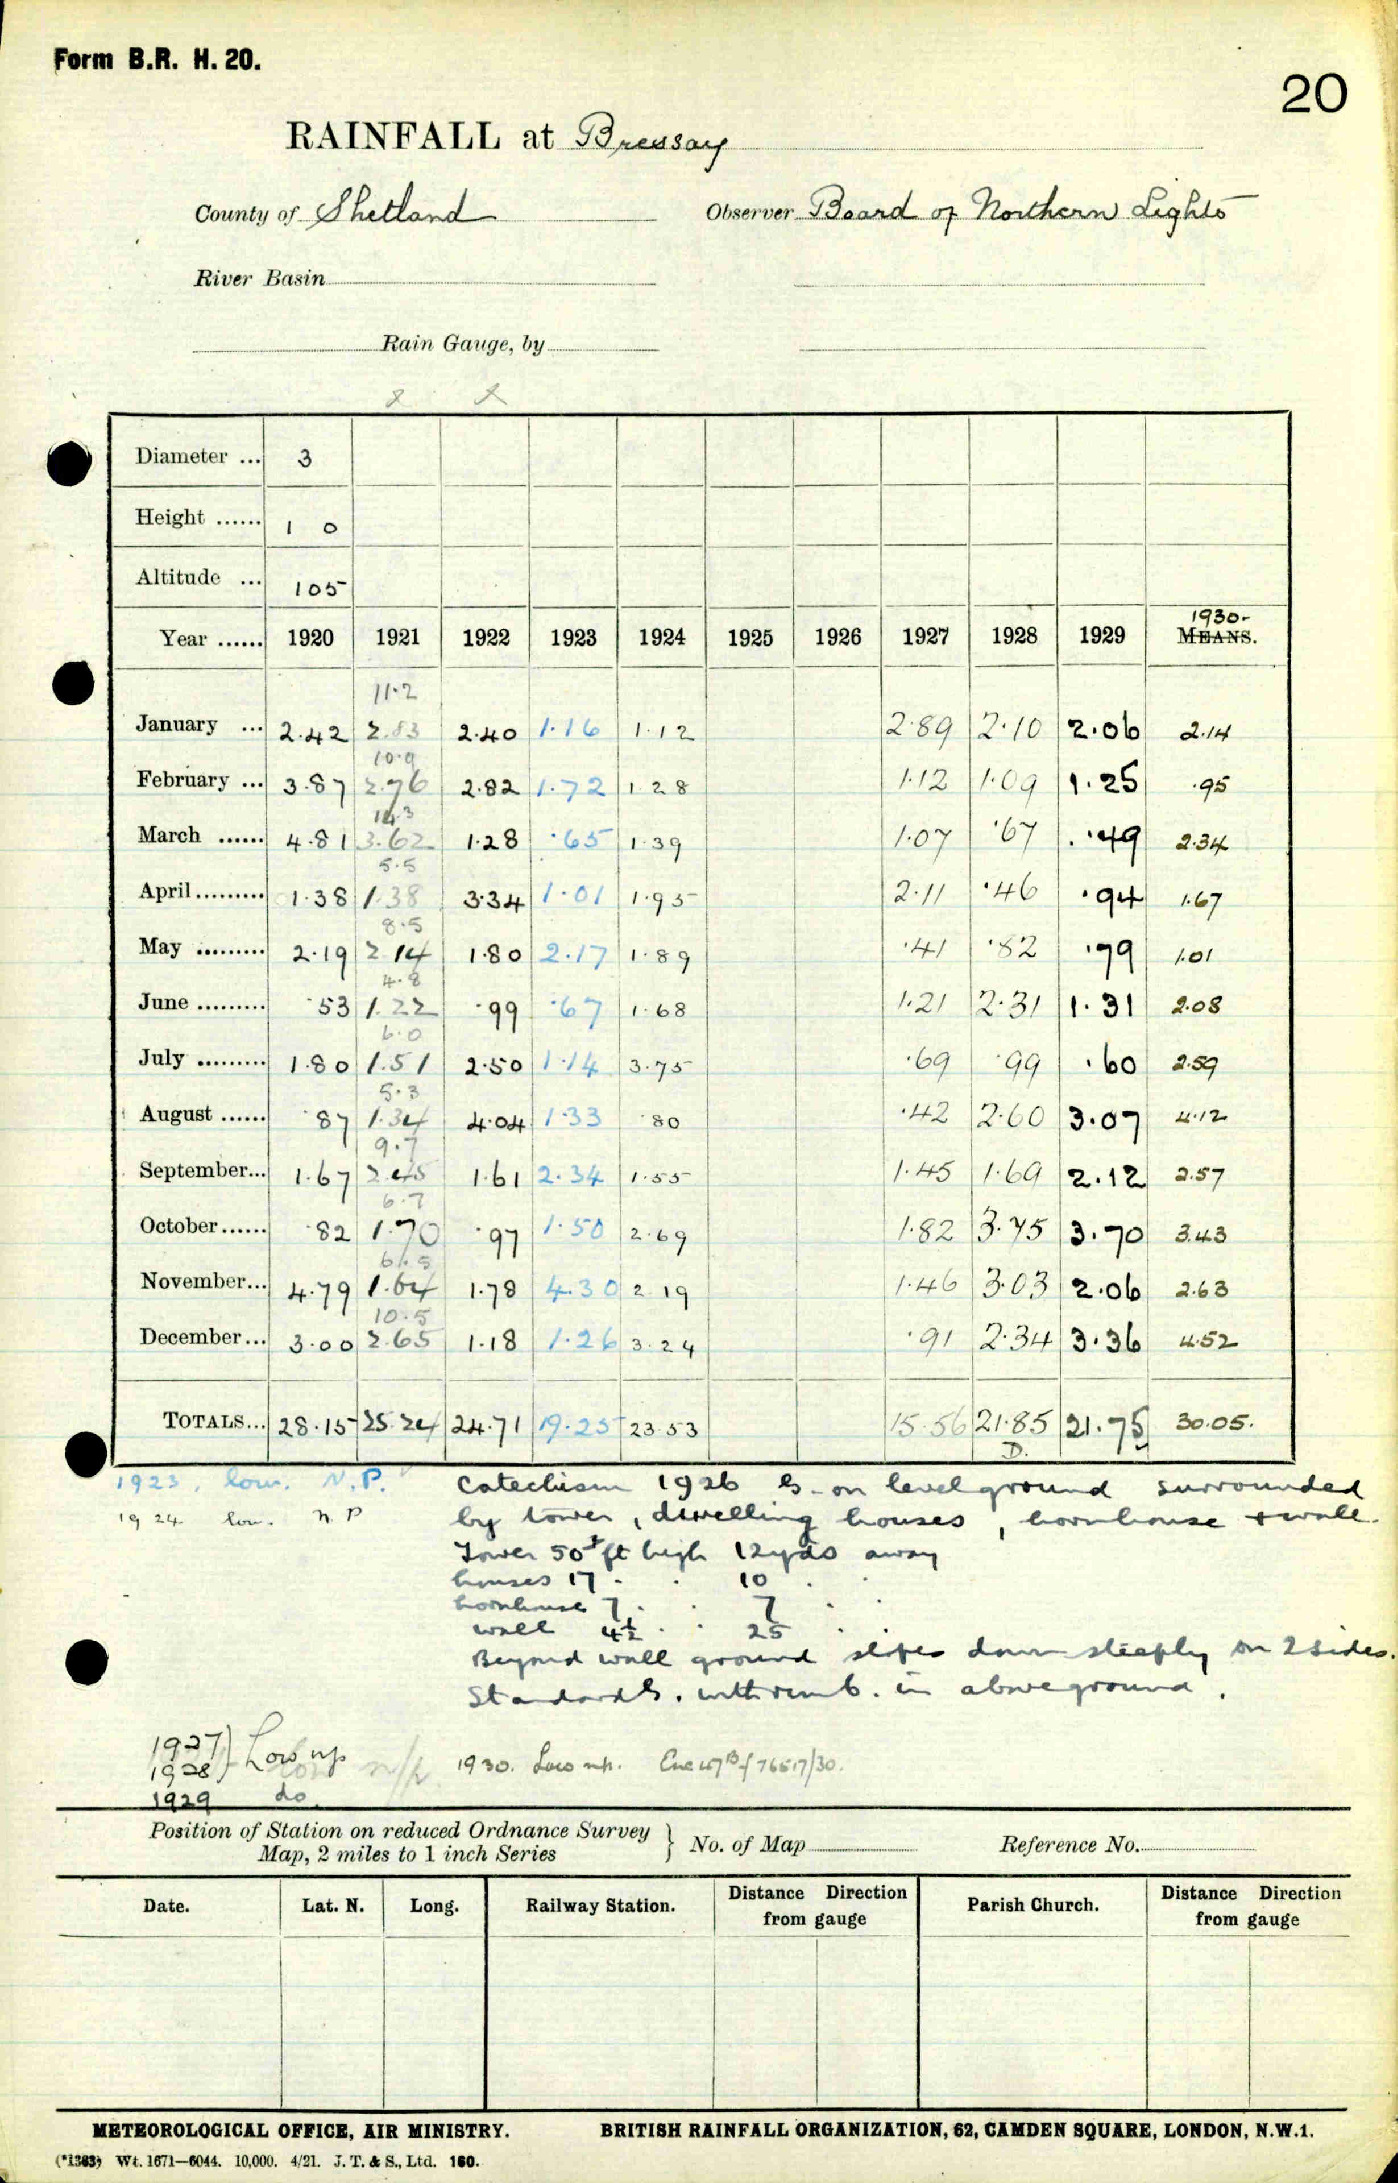 Form B.R. H. 20.
20
RAINFALL at Bressay
County of Shetland Observer Board of Northern Lights
River Basin
Rain Gauge, by
Diameter ... 3
Height ...... 1 0
Altitude ... 105
1930
Year ...... 1920 1921 1922 1923 1924 1925 1926 1927 1928 1929 MEANS.
11.2
January ... 2.42 2.83 2.40 1.16 1.12 2.89 2.10 2.06 2.14
10.9
February ... 3.87 2.76 2.82 1.72 1.28 1.12 1.09 1.25 .95
14.3
March ...... 4.81 3.62 1.28 .65 1.39 1.07 .67 .49 2.34
5.5
April ......... 1.38 1.38 3.34 1.01 1.95 2.11 .46 .94 1.67
8.5
May ......... 2.19 2.14 1.80 2.17 1.89 .41 .82 .79 1.01
4.8
June ......... .53 1.22 .99 .67 1.68 1.21 2.31 1.31 2.08
6.0
July ......... 1.80 1.51 2.50 1.14 3.75 .69 .99 .60 2.59
5.3
August ...... .87 1.34 4.04 1.33 .80 .42 2.60 3.07 4.12
9.7
September... 1.67 2.45 1.61 2.34 1.55 1.45 1.69 2.12 2.57
6.7
October...... .82 1.70 .97 1.50 2.69 1.82 3.75 3.70 3.43
6.5
November... 4.79 1.64 1.78 4.30 2.19 1.46 3.03 2.06 2.63
10.5
December... 3.00 2.65 1.18 1.26 3.24 .91 2.34 3.36 4.52
TOTALS... 28.15 25.24 24.71 19.25 23.53 15.56 21.85 21.75 30.05.
D.
1923, low. N.P. Catechism 1926 G. on level ground surrounded
1924 low. N P by tower, dwelling houses, hornhouse + wall.
Tower 50 ft high 12 yds away
houses 17 . . 10 . .
hornhouse 7 . . 7 . .
wall 4½ . . 25 . .
Beyond wall ground slopes down steeply on 2 sides.
Standard G. with rim 6. in above ground.
1927) Low np
1928) 1930. Low np.
1929 do.
Position of Station on reduced Ordnance Survey
Map, 2 miles to 1 inch Series } No. of Map Reference No.
Date. Lat. N. Long. Railway Station. Distance Direction from gauge Parish Church. Distance Direction from gauge
METEOROLOGICAL OFFICE, AIR MINISTRY. BRITISH RAINFALL ORGANIZATION, 62, CAMDEN SQUARE, LONDON, N.W.1.
(*1383) Wt. 1671—6044. 10,000. 4/21. J. T. & S., Ltd. 160.